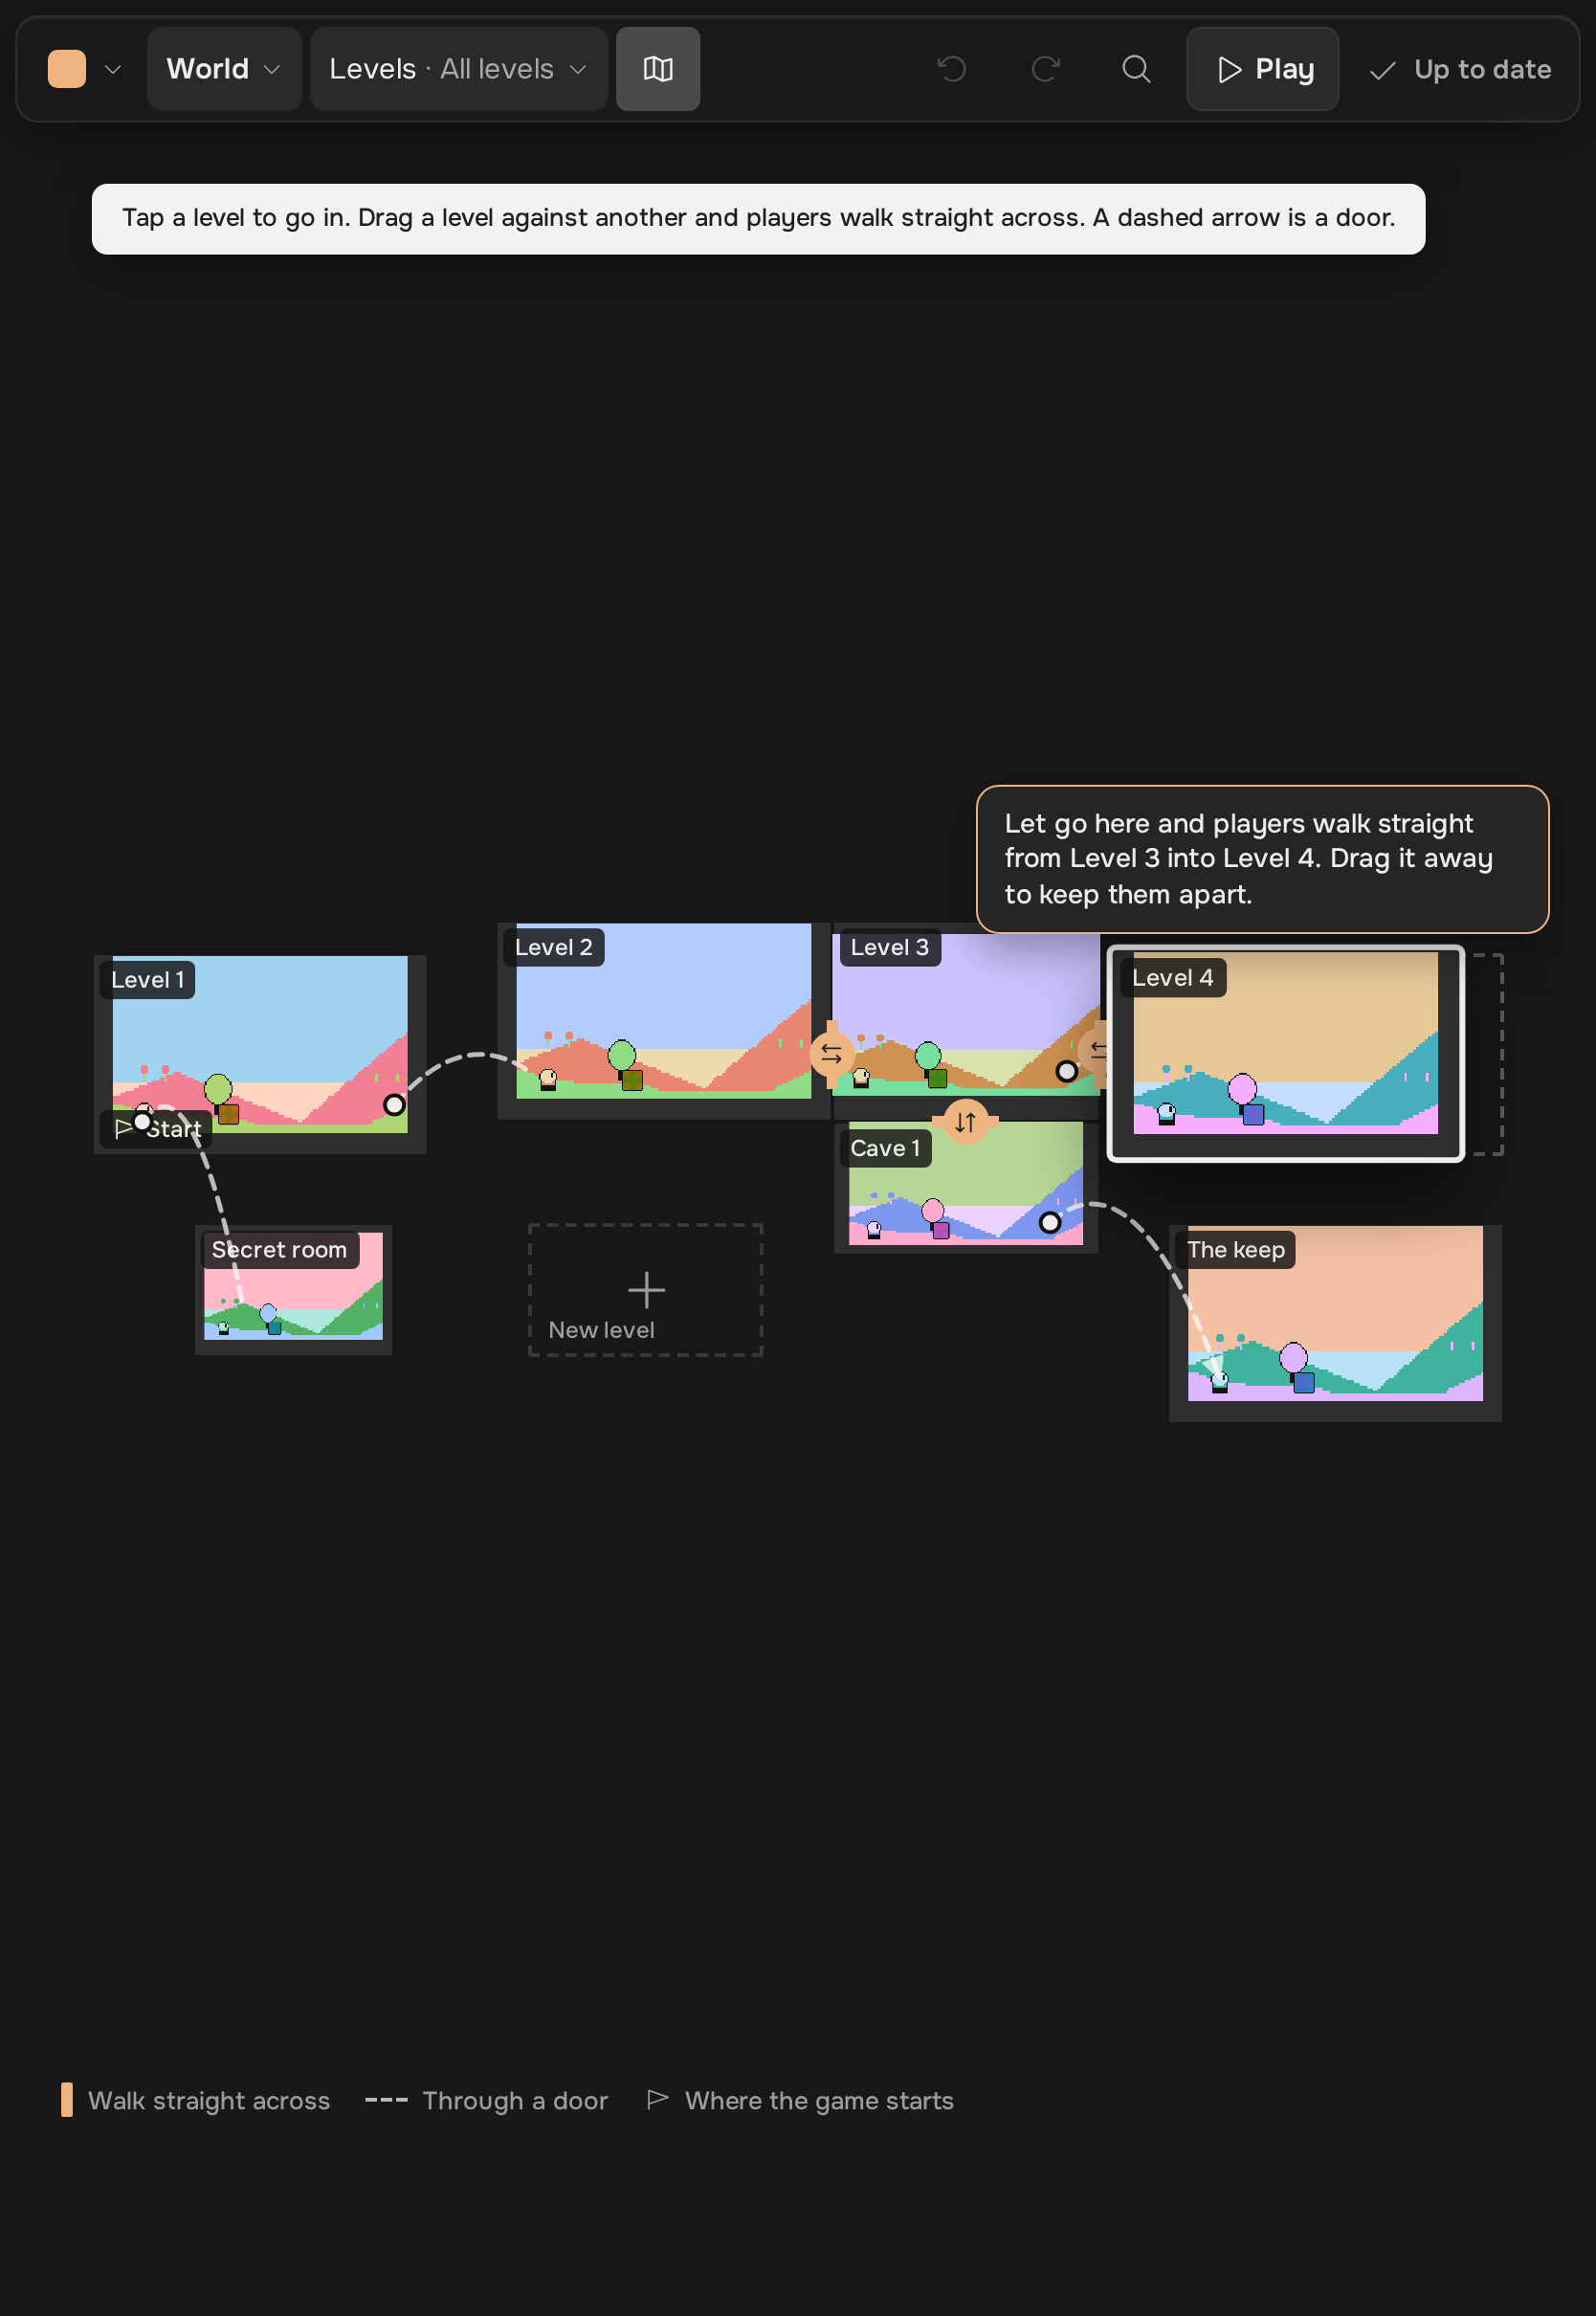 World
Levels · All levels
Play
Up to date
Tap a level to go in. Drag a level against another and players walk straight across. A dashed arrow is a door.
Let go here and players walk straight
from Level 3 into Level 4. Drag it away
to keep them apart.
Level 1
Level 2
Level 3
Level 4
Start
Cave 1
Secret room
New level
The keep
Walk straight across
Through a door
Where the game starts